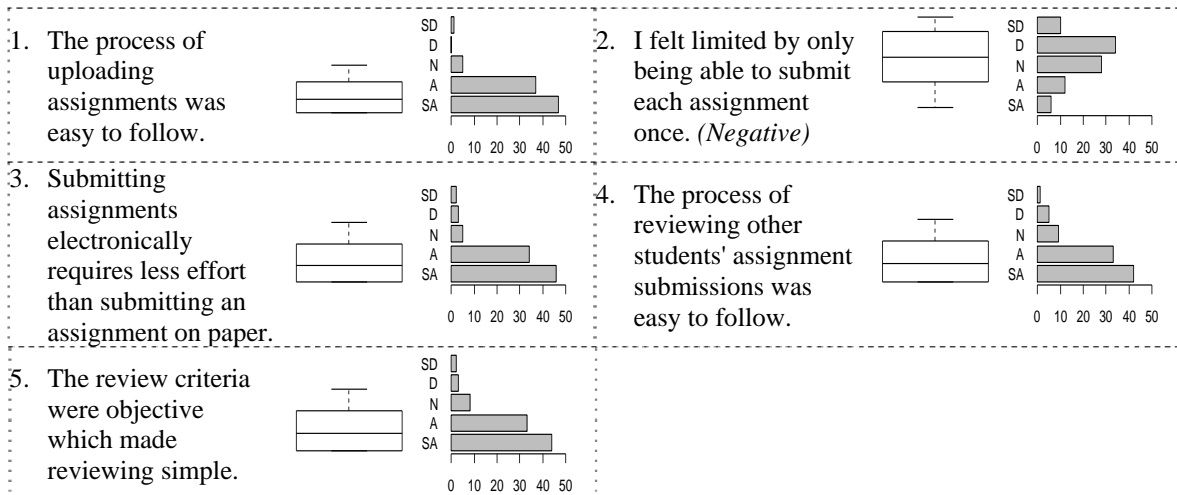 1. The process of
uploading
assignments was
easy to follow.
SD
D
N
A
SA
0 10 20 30 40 50
2. I felt limited by only
being able to submit
each assignment
once. (Negative)
SD
D
N
A
SA
0 10 20 30 40 50
3. Submitting
assignments
electronically
requires less effort
than submitting an
assignment on paper.
SD
D
N
A
SA
0 10 20 30 40 50
4. The process of
reviewing other
students' assignment
submissions was
easy to follow.
SD
D
N
A
SA
0 10 20 30 40 50
5. The review criteria
were objective
which made
reviewing simple.
SD
D
N
A
SA
0 10 20 30 40 50